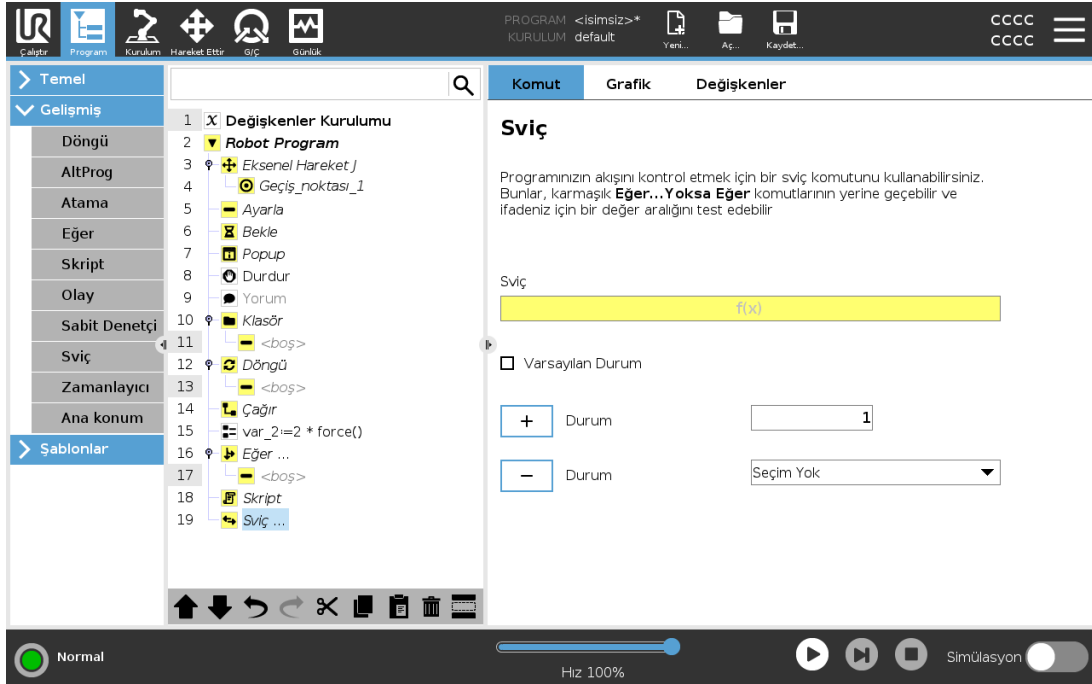 PROGRAM <isimsiz>*
KURULUM default
UR
Çalıştır
Program
Kurulum
Hareket Ettir
G/Ç
Günlük
Yeni...
Aç...
Kaydet...
CCCC
CCCC
Temel
Gelişmiş
Döngü
AltProg
Atama
Eğer
Skript
Olay
Sabit Denetçi
Sviç
Zamanlayıcı
Ana konum
Şablonlar
1 X Değişkenler Kurulumu
2 Robot Program
3 Eksenel Hareket J
4 Geçiş_noktası_1
5 Ayarla
6 Bekle
7 Popup
8 Durdur
9 Yorum
10 Klasör
11 <boş>
12 Döngü
13 <boş>
14 Çağır
15 var_2:=2 * force()
16 Eğer ...
17 <boş>
18 Skript
19 Sviç ...
Komut
Grafik
Değişkenler
Sviç
Programınızın akışını kontrol etmek için bir sviç komutunu kullanabilirsiniz.
Bunlar, karmaşık Eğer...Yoksa Eğer komutlarının yerine geçebilir ve
ifadeniz için bir değer aralığını test edebilir
Sviç
f(x)
Varsayılan Durum
+ Durum 1
− Durum Seçim Yok
Normal
Hız 100%
Simülasyon